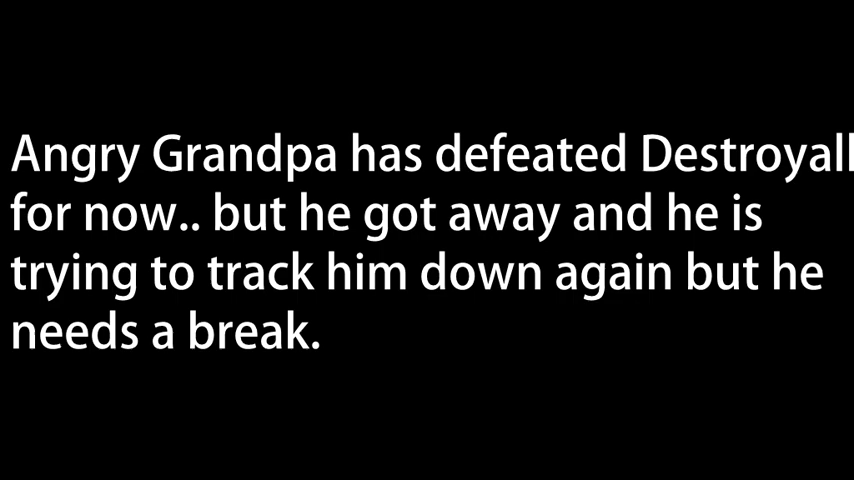 Angry Grandpa has defeated Destroyall
for now.. but he got away and he is
trying to track him down again but he
needs a break.